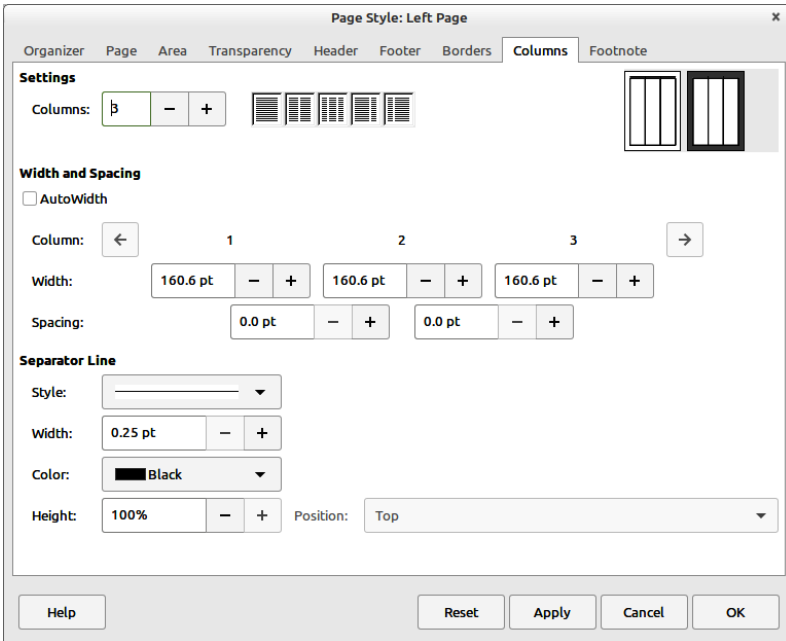 Page Style: Left Page ×
Organizer Page Area Transparency Header Footer Borders Columns Footnote
Settings
Columns: 3 − +
Width and Spacing
AutoWidth
Column: ← 1 2 3 →
Width: 160.6 pt − + 160.6 pt − + 160.6 pt − +
Spacing: 0.0 pt − + 0.0 pt − +
Separator Line
Style:
Width: 0.25 pt − +
Color: Black
Height: 100% − + Position: Top
Help Reset Apply Cancel OK